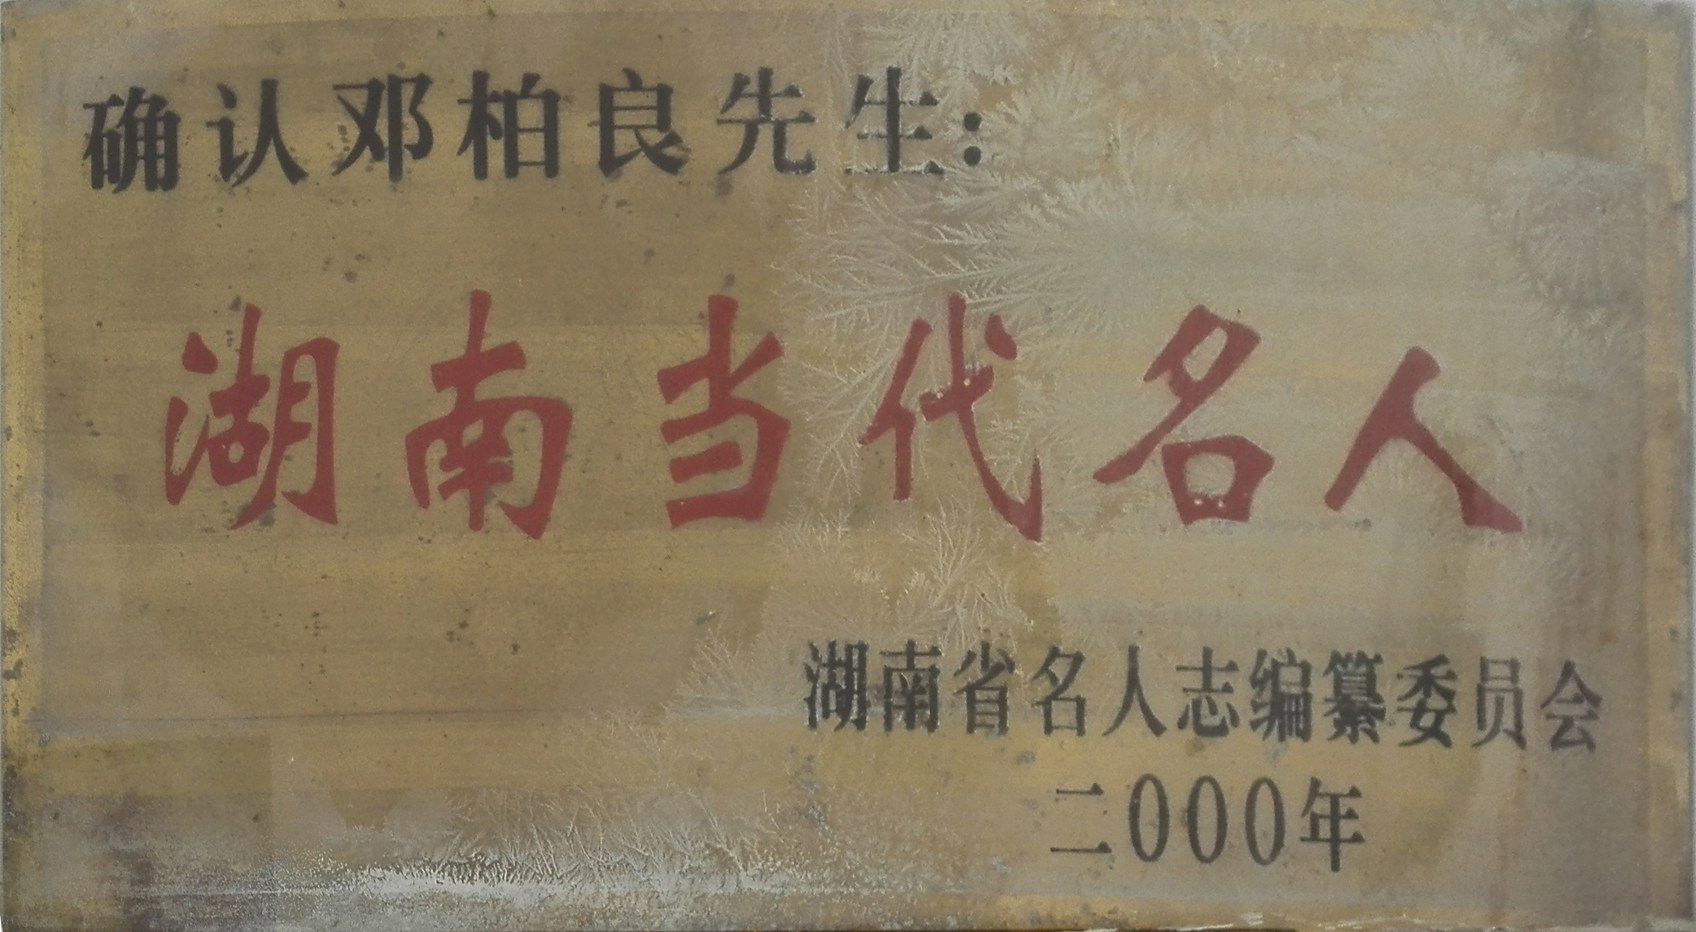 确认邓柏良先生:
湖南当代名人
湖南省名人志编纂委员会
二000年